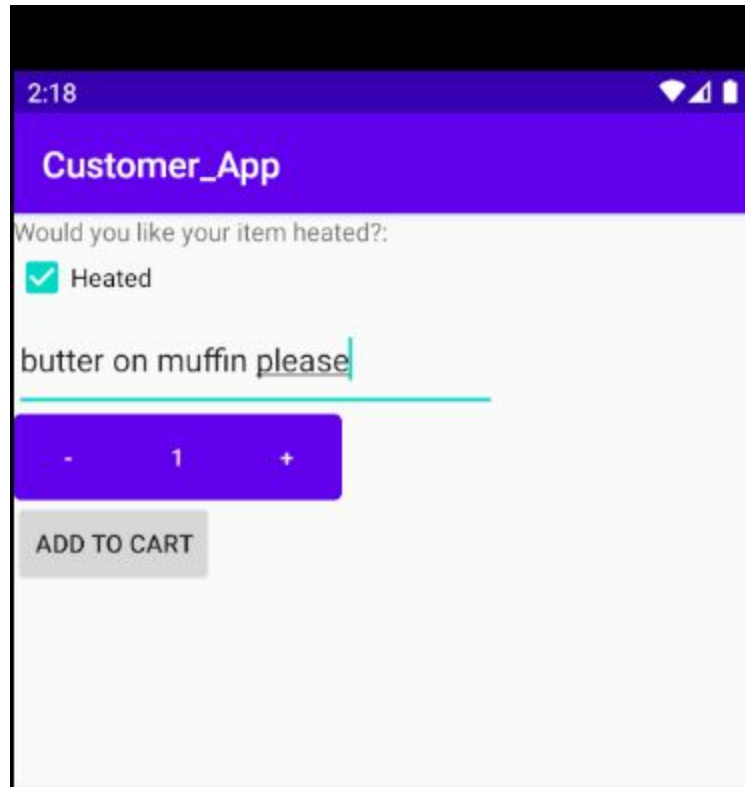 2:18
Customer_App
Would you like your item heated?:
Heated
butter on muffin please
- 1 +
ADD TO CART